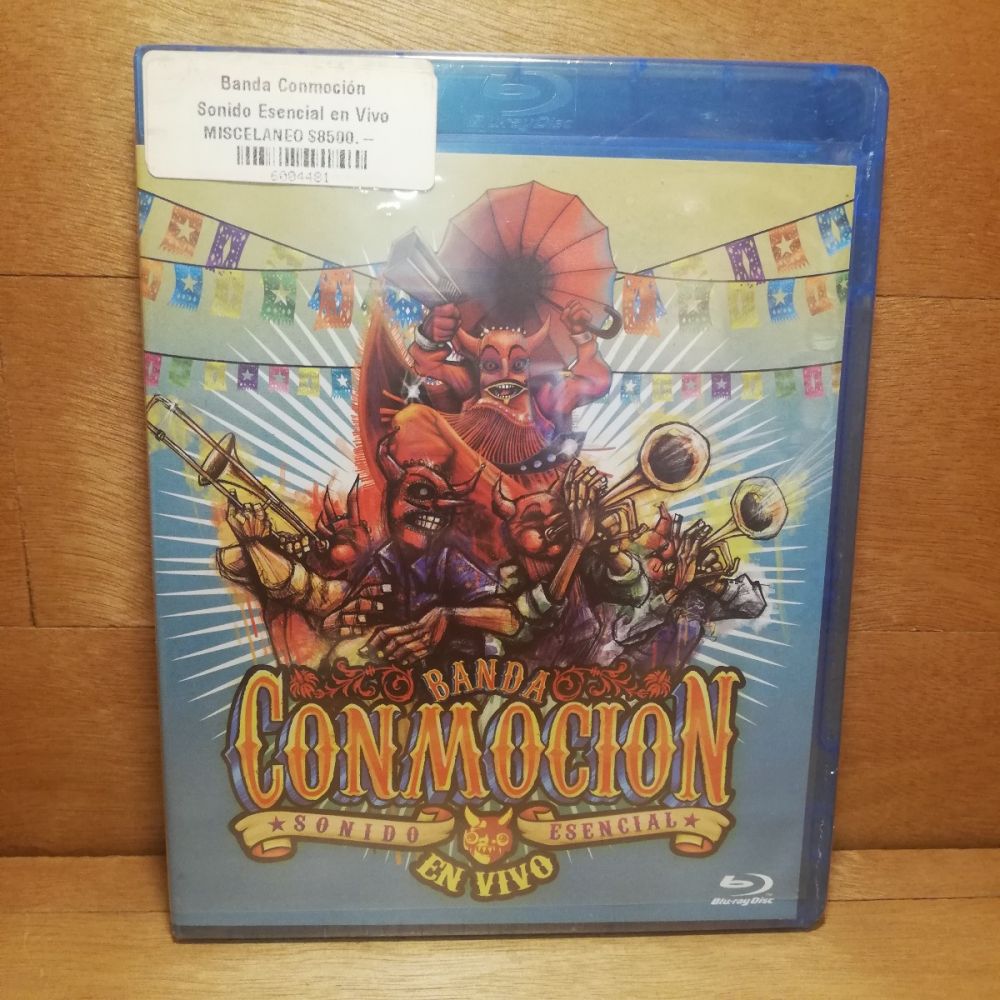 Banda Conmoción
Sonido Esencial en Vivo
MISCELANEO $8500.-
6004481
Blu-ray Disc
BANDA
CONMOCION
SONIDO ESENCIAL
EN VIVO
Blu-ray Disc